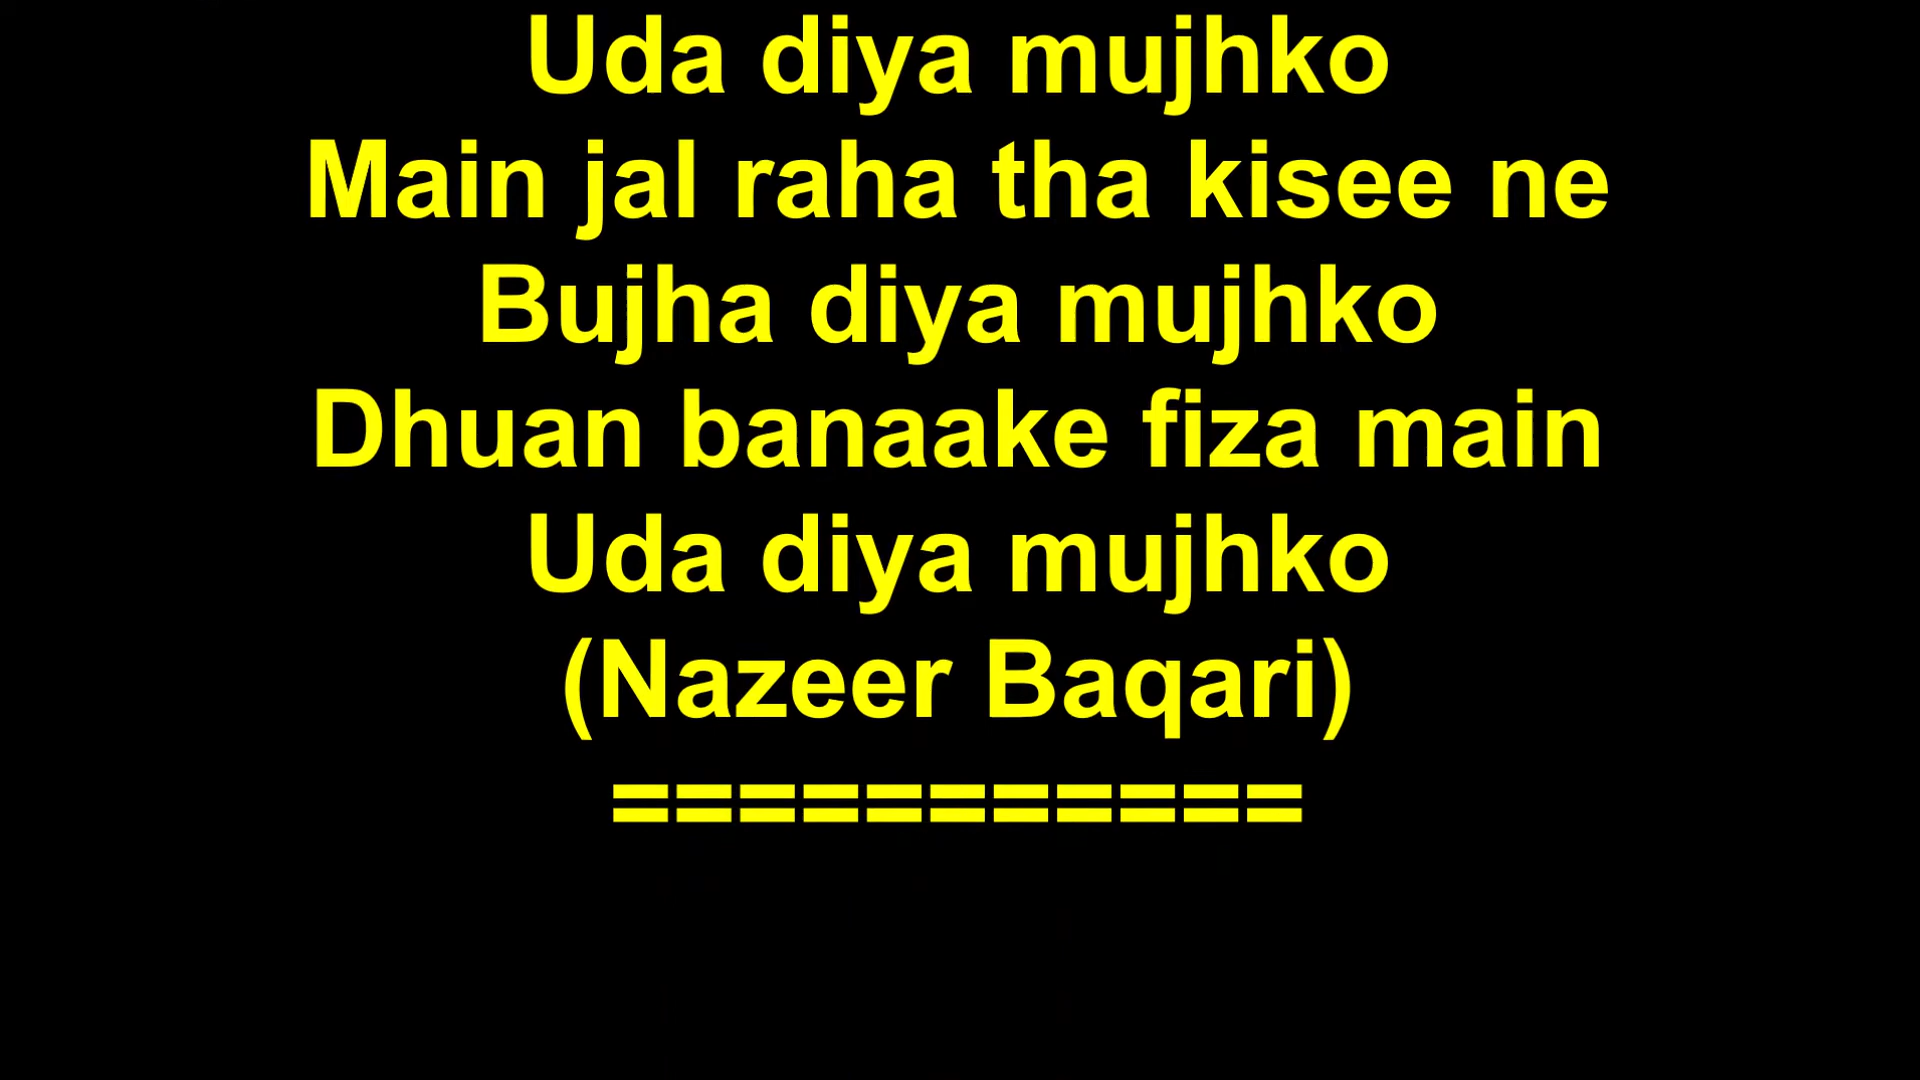 Uda diya mujhko
Main jal raha tha kisee ne
Bujha diya mujhko
Dhuan banaake fiza main
Uda diya mujhko
(Nazeer Baqari)
===========